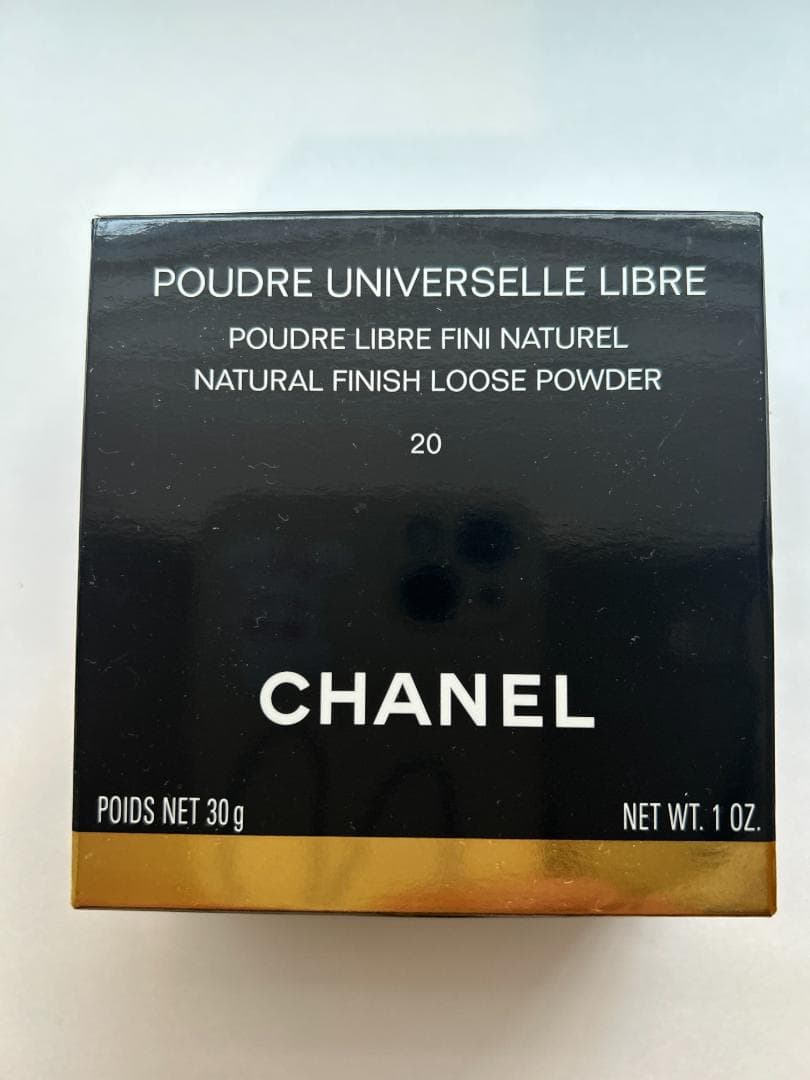 POUDRE UNIVERSELLE LIBRE
POUDRE LIBRE FINI NATUREL
NATURAL FINISH LOOSE POWDER
20
CHANEL
POIDS NET 30 g
NET WT. 1 OZ.